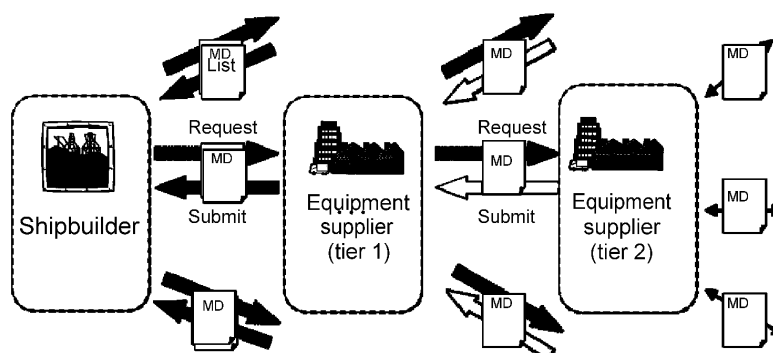 MD
List
MD
MD
Request
Request
MD
MD
Submit
Submit
MD
Shipbuilder
Equipment
supplier
(tier 1)
Equipment
supplier
(tier 2)
MD
MD
MD